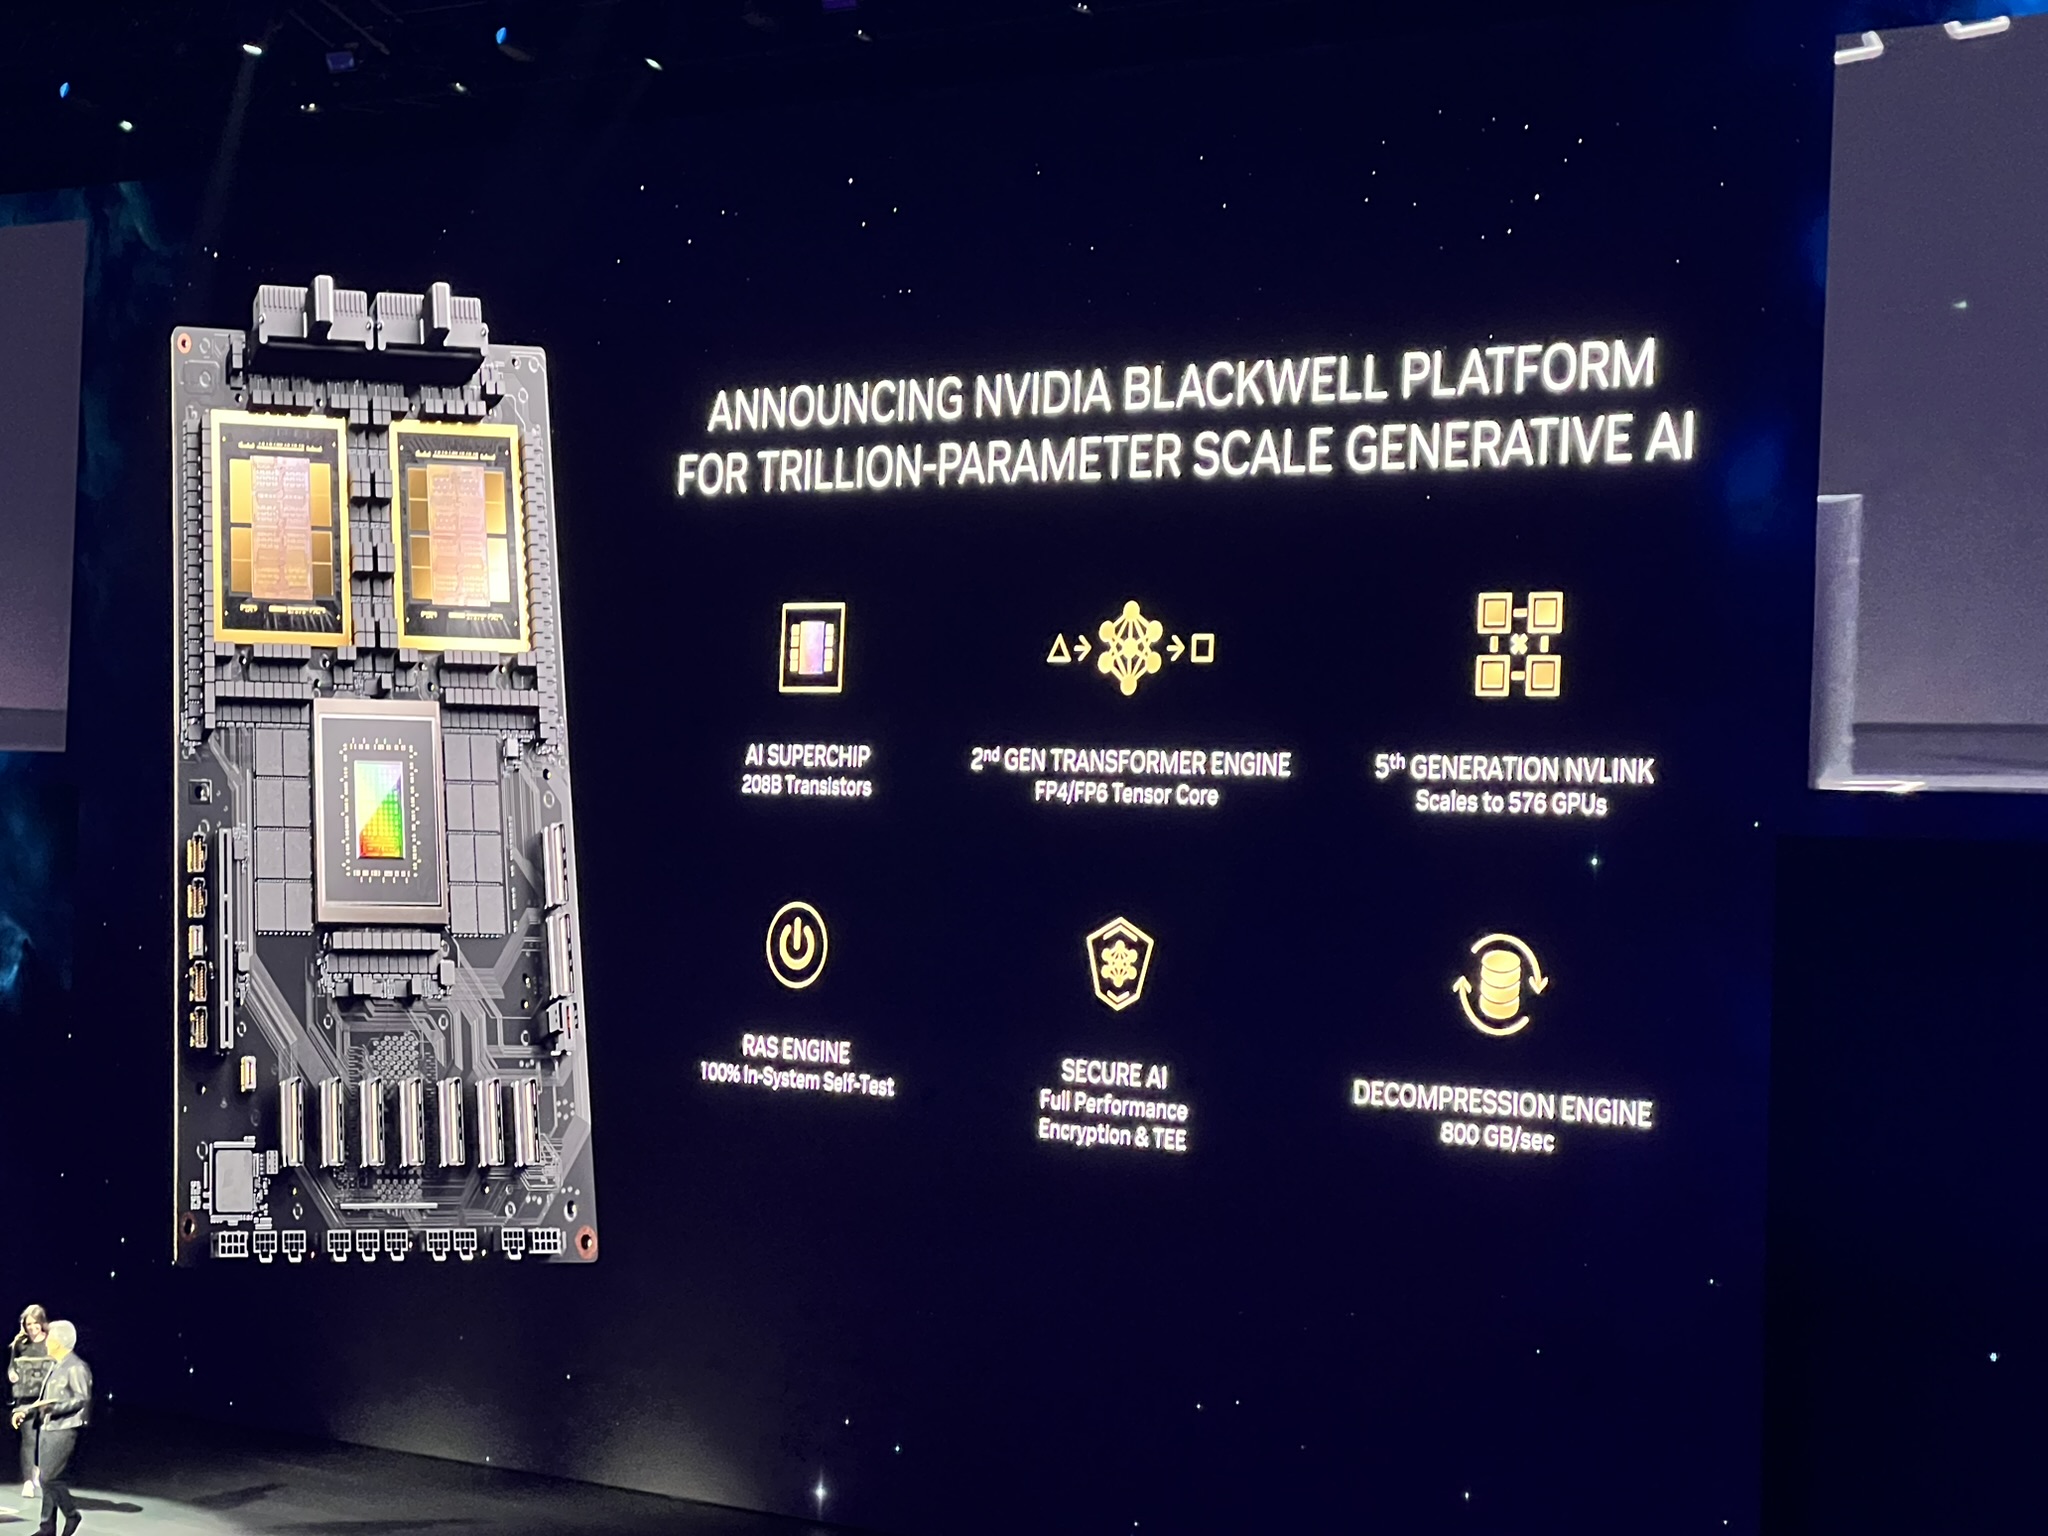 ANNOUNCING NVIDIA BLACKWELL PLATFORM
FOR TRILLION-PARAMETER SCALE GENERATIVE AI
AI SUPERCHIP
208B Transistors
2nd GEN TRANSFORMER ENGINE
FP4/FP6 Tensor Core
5th GENERATION NVLINK
Scales to 576 GPUs
RAS ENGINE
100% In-System Self-Test
SECURE AI
Full Performance
Encryption & TEE
DECOMPRESSION ENGINE
800 GB/sec